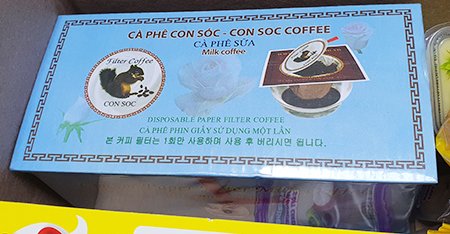 CÀ PHÊ CON SÓC - CON SOC COFFEE
CÀ PHÊ SỮA
Milk coffee
Filter Coffee
CON SOC
DISPOSABLE PAPER FILTER COFFEE
CÀ PHÊ PHIN GIẤY SỬ DỤNG MỘT LẦN
본 커피 필터는 1회만 사용하며 사용 후 버리시면 됩니다.